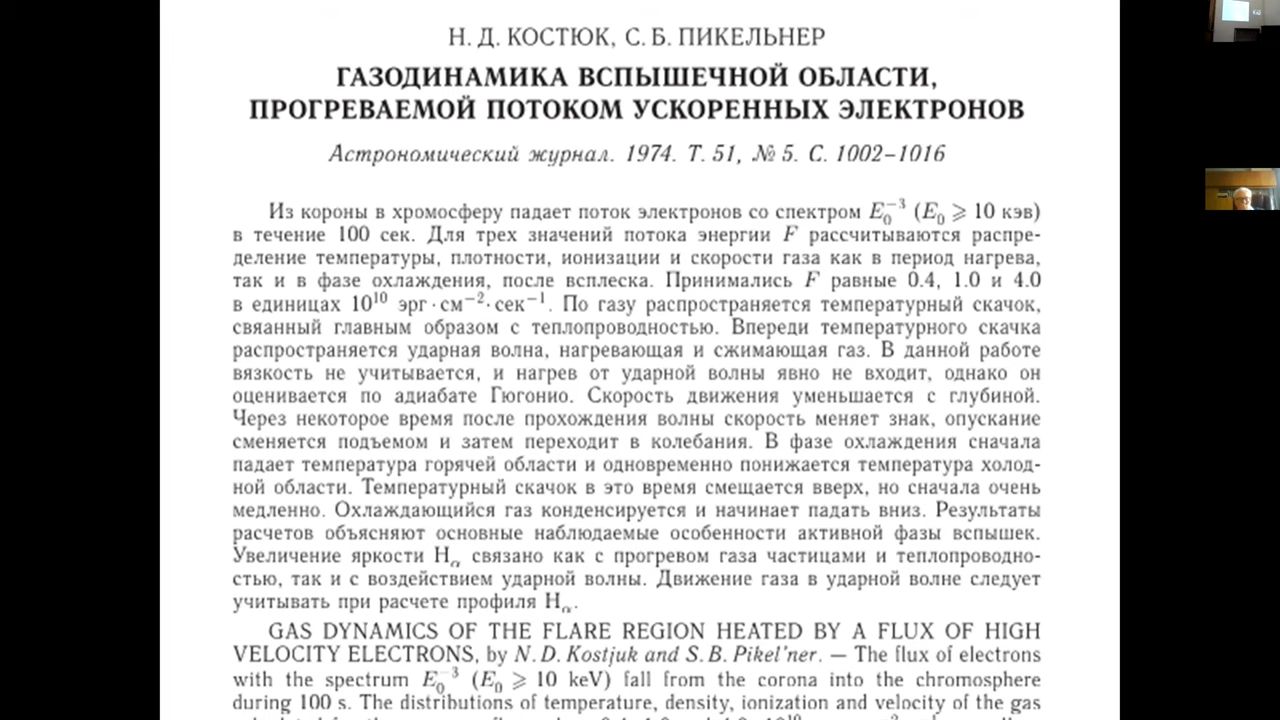 Н. Д. КОСТЮК, С. Б. ПИКЕЛЬНЕР
ГАЗОДИНАМИКА ВСПЫШЕЧНОЙ ОБЛАСТИ,
ПРОГРЕВАЕМОЙ ПОТОКОМ УСКОРЕННЫХ ЭЛЕКТРОНОВ
Астрономический журнал. 1974. Т. 51, № 5. С. 1002–1016
Из короны в хромосферу падает поток электронов со спектром E₀⁻³ (E₀ ⩾ 10 кэв)
в течение 100 сек. Для трех значений потока энергии F рассчитываются распре-
деление температуры, плотности, ионизации и скорости газа как в период нагрева,
так и в фазе охлаждения, после всплеска. Принимались F равные 0.4, 1.0 и 4.0
в единицах 10¹⁰ эрг·см⁻²·сек⁻¹. По газу распространяется температурный скачок,
связанный главным образом с теплопроводностью. Впереди температурного скачка
распространяется ударная волна, нагревающая и сжимающая газ. В данной работе
вязкость не учитывается, и нагрев от ударной волны явно не входит, однако он
оценивается по адиабате Гюгонио. Скорость движения уменьшается с глубиной.
Через некоторое время после прохождения волны скорость меняет знак, опускание
сменяется подъемом и затем переходит в колебания. В фазе охлаждения сначала
падает температура горячей области и одновременно понижается температура холод-
ной области. Температурный скачок в это время смещается вверх, но сначала очень
медленно. Охлаждающийся газ конденсируется и начинает падать вниз. Результаты
расчетов объясняют основные наблюдаемые особенности активной фазы вспышек.
Увеличение яркости Hα связано как с прогревом газа частицами и теплопроводно-
стью, так и с воздействием ударной волны. Движение газа в ударной волне следует
учитывать при расчете профиля Hα.
GAS DYNAMICS OF THE FLARE REGION HEATED BY A FLUX OF HIGH
VELOCITY ELECTRONS, by N. D. Kostjuk and S. B. Pikel'ner. — The flux of electrons
with the spectrum E₀⁻³ (E₀ ⩾ 10 keV) fall from the corona into the chromosphere
during 100 s. The distributions of temperature, density, ionization and velocity of the gas